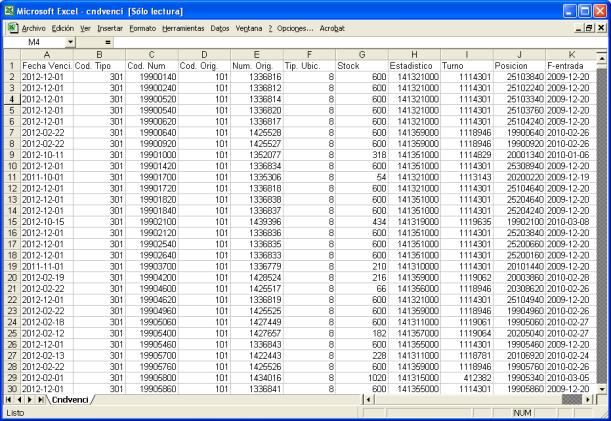 Microsoft Excel - cndvenci [Sólo lectura]
Archivo Edición Ver Insertar Formato Herramientas Datos Ventana ? Opciones... Acrobat
M4 =
A B C D E F G H I J K
1 Fecha Venci. Cod. Tipo Cod. Num Cod. Orig. Num. Orig. Tip. Ubic. Stock Estadistico Turno Posicion F-entrada
2 2012-12-01 301 19900140 101 1336816 8 600 141321000 1114301 25103840 2009-12-20
3 2012-12-01 301 19900240 101 1336812 8 600 141321000 1114301 25102240 2009-12-20
4 2012-12-01 301 19900520 101 1336814 8 600 141321000 1114301 25103340 2009-12-20
5 2012-12-01 301 19900540 101 1336820 8 600 141321000 1114301 25103760 2009-12-20
6 2012-12-01 301 19900620 101 1336817 8 600 141321000 1114301 25104240 2009-12-20
7 2012-02-22 301 19900640 101 1425528 8 600 141359000 1118946 19900640 2010-02-26
8 2012-02-22 301 19900920 101 1425527 8 600 141359000 1118946 19900920 2010-02-26
9 2012-10-11 301 19901000 101 1352077 8 318 141351000 1114829 20001340 2010-01-06
10 2012-12-01 301 19901420 101 1336834 8 600 141351000 1114301 25308940 2009-12-20
11 2011-10-01 301 19901700 101 1335306 8 54 141321000 1113143 20200220 2009-12-19
12 2012-12-01 301 19901720 101 1336818 8 600 141321000 1114301 25104640 2009-12-20
13 2012-12-01 301 19901820 101 1336838 8 600 141351000 1114301 25204640 2009-12-20
14 2012-12-01 301 19901840 101 1336837 8 600 141351000 1114301 25204240 2009-12-20
15 2012-10-15 301 19902100 101 1439396 8 434 141319000 1119635 19902100 2010-03-08
16 2012-12-01 301 19902120 101 1336836 8 600 141351000 1114301 25203840 2009-12-20
17 2012-12-01 301 19902540 101 1336835 8 600 141351000 1114301 25200660 2009-12-20
18 2012-12-01 301 19902640 101 1336833 8 600 141351000 1114301 25200160 2009-12-20
19 2011-11-01 301 19903700 101 1336779 8 210 141310000 1114301 20101440 2009-12-20
20 2012-02-19 301 19904200 101 1428524 8 216 141359000 1119062 20003860 2010-02-28
21 2012-02-22 301 19904600 101 1425517 8 66 141356000 1118946 20308620 2010-02-26
22 2012-12-01 301 19904620 101 1336819 8 600 141321000 1114301 25104940 2009-12-20
23 2012-02-22 301 19904960 101 1425525 8 600 141359000 1118946 19904960 2010-02-26
24 2012-02-18 301 19905060 101 1427449 8 600 141311000 1119061 19905060 2010-02-27
25 2012-02-12 301 19905400 101 1427657 8 182 141357000 1119064 20205040 2010-02-27
26 2012-12-01 301 19905460 101 1336843 8 600 141355000 1114301 19905460 2009-12-20
27 2012-02-13 301 19905700 101 1422443 8 228 141311000 1118781 20106920 2010-02-24
28 2012-02-22 301 19905760 101 1425526 8 600 141359000 1118946 19905760 2010-02-26
29 2012-02-01 301 19905800 101 1434016 8 1020 141315000 412382 19905340 2010-03-05
30 2012-12-01 301 19905860 101 1336841 8 600 141355000 1114301 19905860 2009-12-20
Cndvenci
Listo NUM